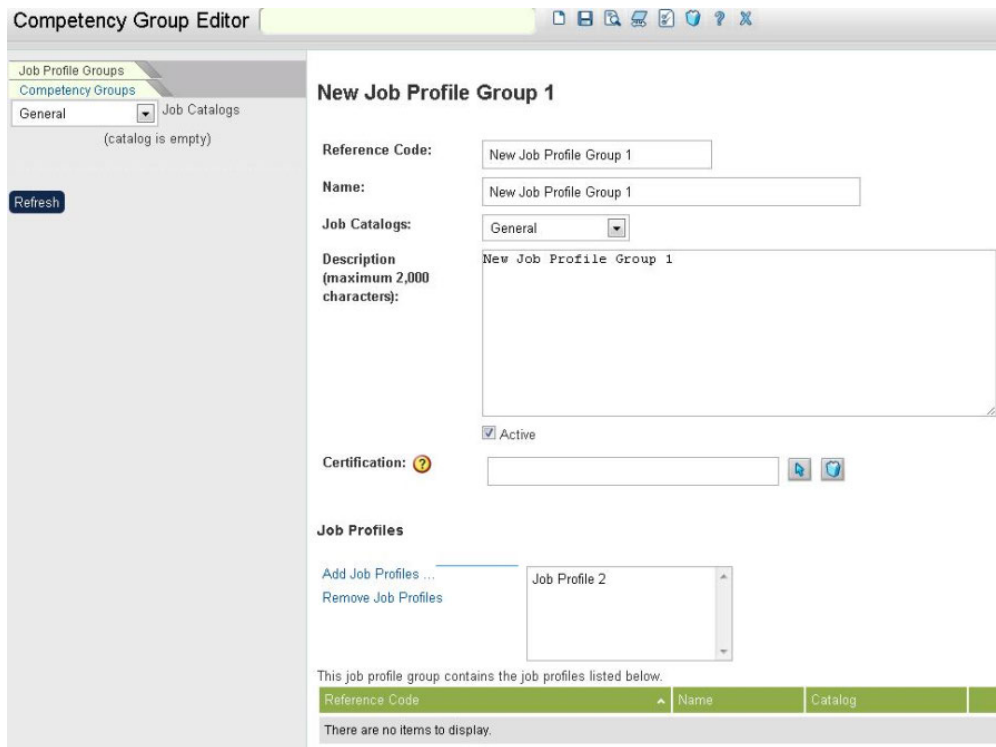 Competency Group Editor
Job Profile Groups
Competency Groups
General
Job Catalogs
(catalog is empty)
Refresh
New Job Profile Group 1
Reference Code:
New Job Profile Group 1
Name:
New Job Profile Group 1
Job Catalogs:
General
Description
(maximum 2,000
characters):
New Job Profile Group 1
Active
Certification:
Job Profiles
Add Job Profiles ...
Remove Job Profiles
Job Profile 2
This job profile group contains the job profiles listed below.
Reference Code Name Catalog
There are no items to display.